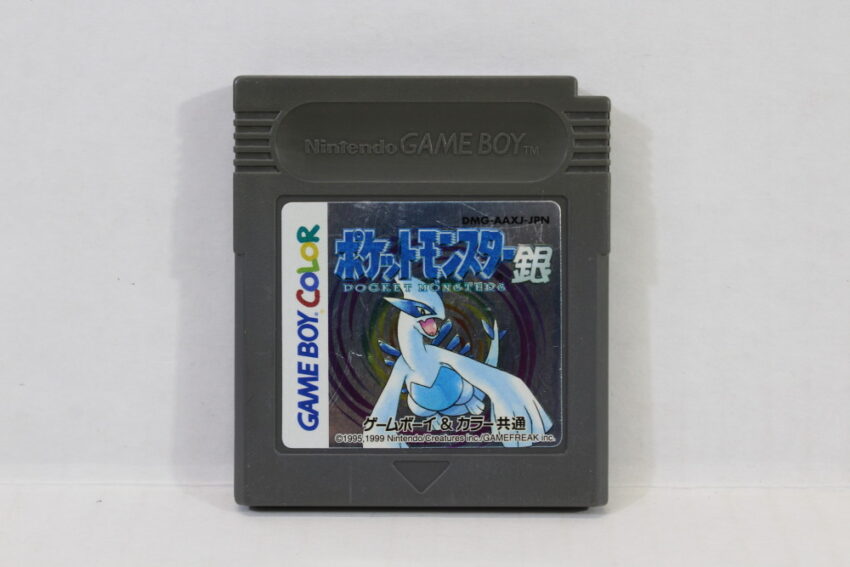 Nintendo GAME BOY TM
DMG-AAXJ-JPN
ポケットモンスター銀
POCKET MONSTERS
GAME BOY COLOR
ゲームボーイ & カラー共通
©1995,1999 Nintendo/Creatures inc./GAMEFREAK inc.